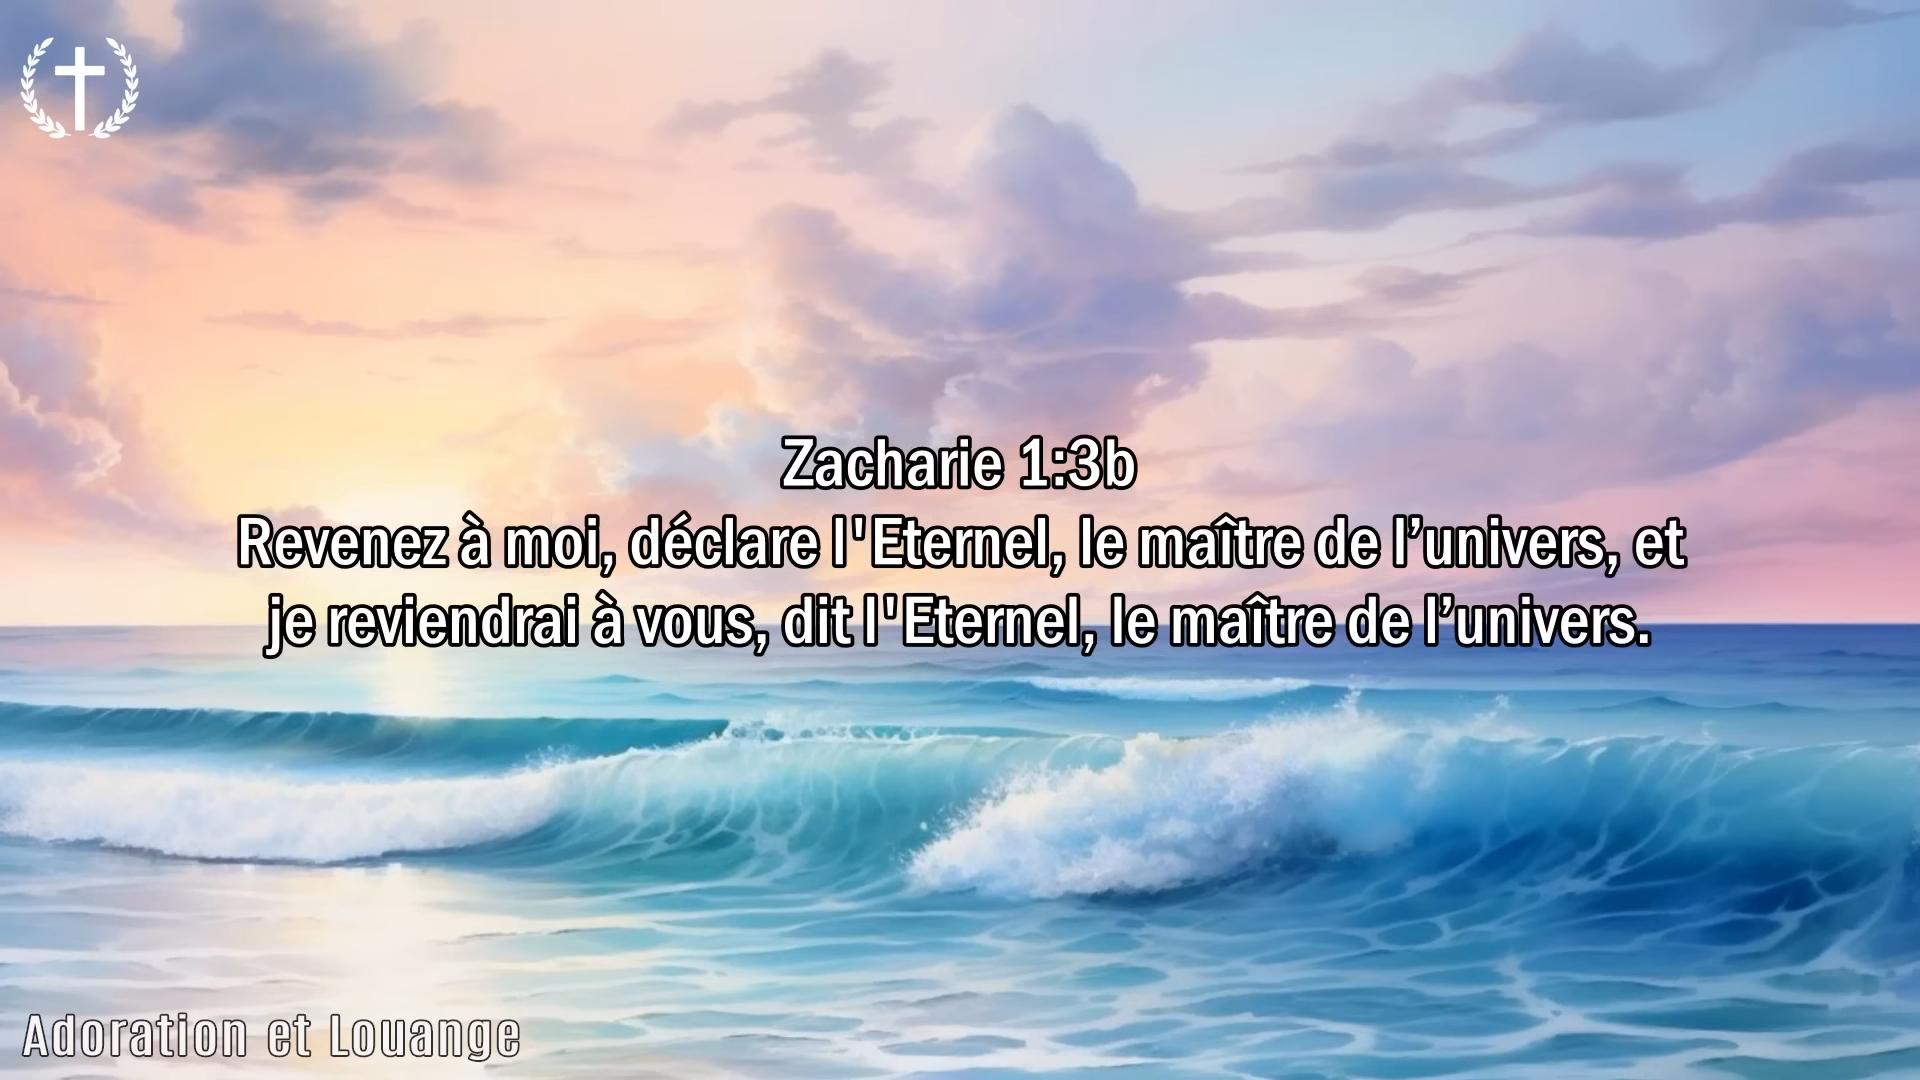 Zacharie 1:3b
Revenez à moi, déclare l'Eternel, le maître de l’univers, et
je reviendrai à vous, dit l'Eternel, le maître de l’univers.
Adoration et Louange